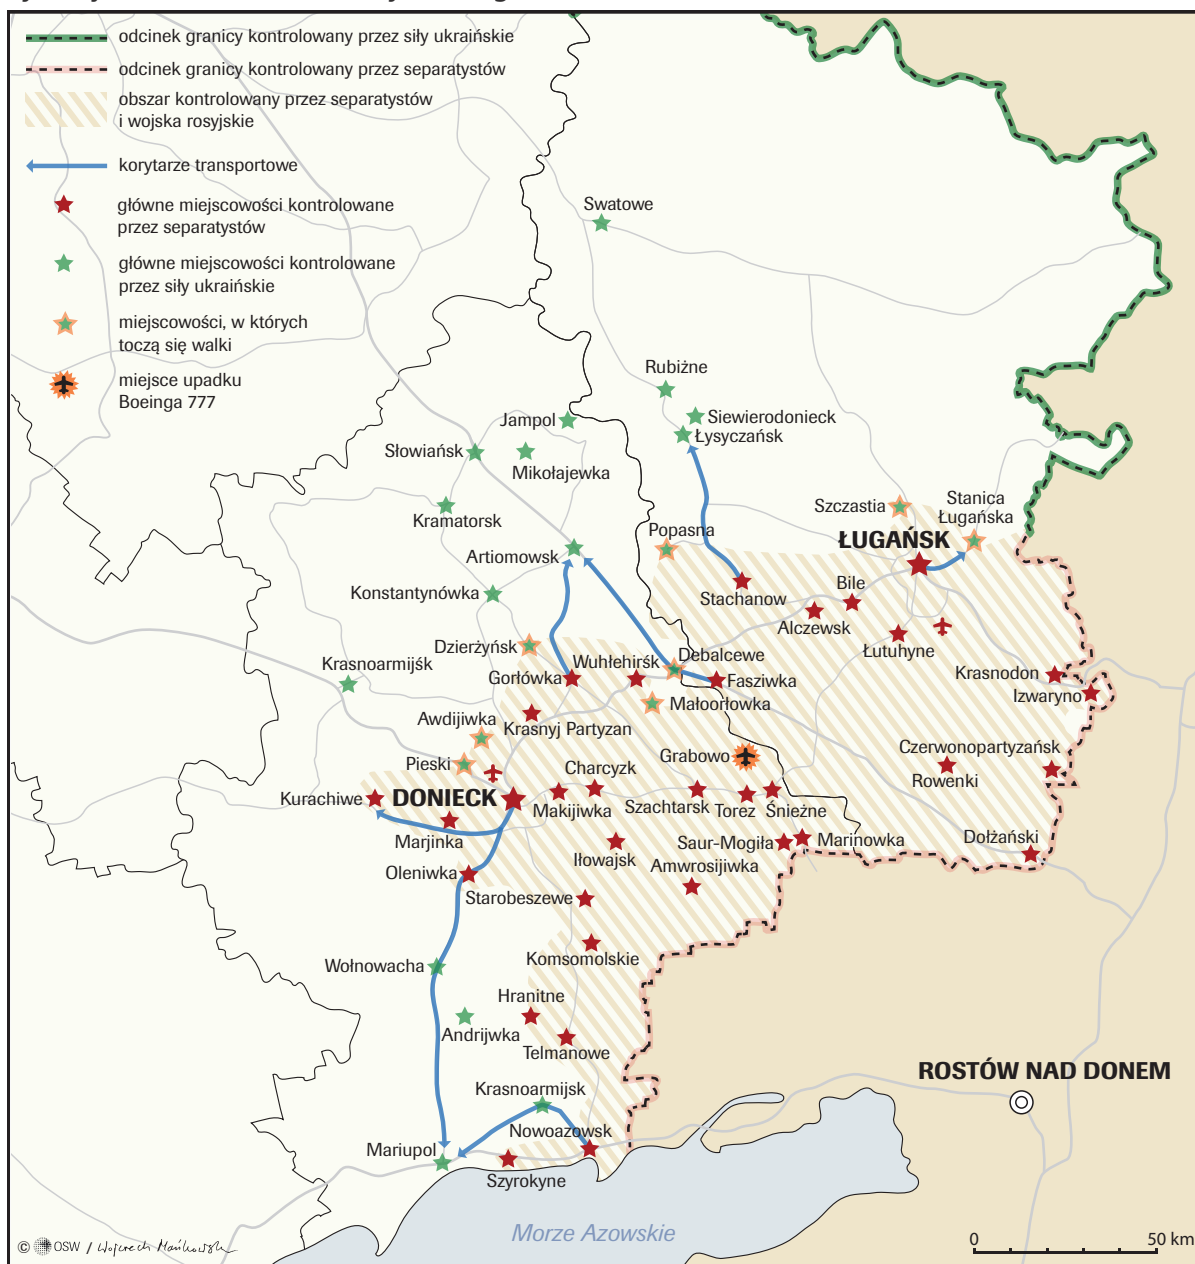 odcinek granicy kontrolowany przez siły ukraińskie
odcinek granicy kontrolowany przez separatystów
obszar kontrolowany przez separatystów
i wojska rosyjskie
korytarze transportowe
główne miejscowości kontrolowane
przez separatystów
główne miejscowości kontrolowane
przez siły ukraińskie
miejscowości, w których
toczą się walki
miejsce upadku
Boeinga 777
Swatowe
Rubiżne
Siewierodonieck
Łysyczańsk
Jampol
Słowiańsk
Mikołajewka
Kramatorsk
Szczastia
Stanica
Ługańska
Popasna
ŁUGAŃSK
Artiomowsk
Stachanow
Bile
Konstantynówka
Alczewsk
Łutuhyne
Dzierżyńsk
Wuhłehirśk
Debalcewe
Krasnoarmijśk
Gorłówka
Fasziwka
Krasnodon
Izwaryno
Małoorłowka
Awdijiwka
Krasnyj Partyzan
Grabowo
Czerwonopartyzańsk
Pieski
Charcyzk
Rowenki
Kurachiwe
DONIECK
Makijiwka
Szachtarsk
Torez
Śnieżne
Marjinka
Iłowajsk
Saur-Mogiła
Marinowka
Dołżański
Oleniwka
Amwrosijiwka
Starobeszewe
Komsomolskie
Wołnowacha
Hranitne
Andrijwka
Telmanowe
ROSTÓW NAD DONEM
Krasnoarmijsk
Nowoazowsk
Mariupol
Szyrokyne
Morze Azowskie
© OSW / Wojciech Mańkowski
0 50 km